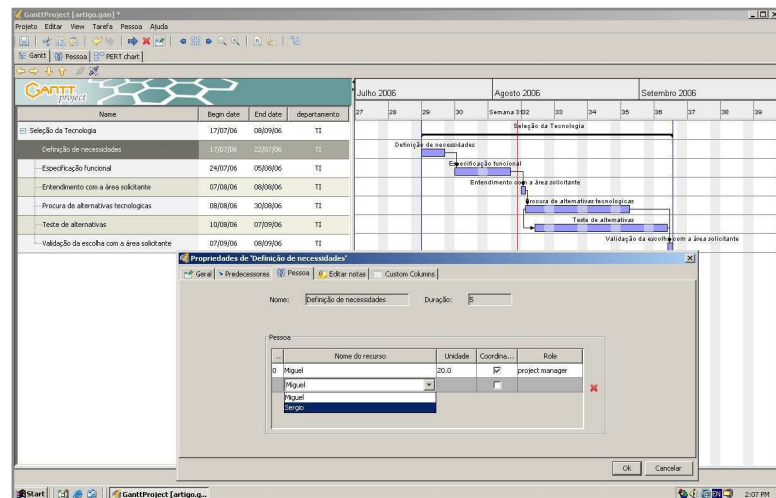 GanttProject [artigo.gan] *
Projeto Editar View Tarefa Pessoa Ajuda
Gantt Pessoa PERT chart
GANTT project
Julho 2006 Agosto 2006 Setembro 2006
Name Begin date End date departamento
27 28 29 30 Semana 3 32 33 34 35 36 37 38 39
Seleção da Tecnologia 17/07/06 08/09/06 TI
Seleção da Tecnologia
Definição de necessidades 17/07/06 22/07/06 TI
Definição de necessidades
Especificação funcional 24/07/06 05/08/06 TI
Especificação funcional
Entendimento com a área solicitante 07/08/06 08/08/06 TI
Entendimento com a área solicitante
Procura de alternativas tecnologicas 08/08/06 30/08/06 TI
Procura de alternativas tecnologicas
Teste de alternativas 10/08/06 07/09/06 TI
Teste de alternativas
Validação da escolha com a área solicitante 07/09/06 08/09/06 TI
Validação da escolha com a área solicitante
Propriedades de 'Definição de necessidades'
Geral Predecessores Pessoa Editar notas Custom Columns
Nome: Definição de necessidades Duração: 5
Pessoa
... Nome do recurso Unidade Coordina... Role
0 Miguel 20.0 project manager
Miguel
Miguel
Sergio
Ok Cancelar
Start GanttProject [artigo.g... EN 2:07 PM